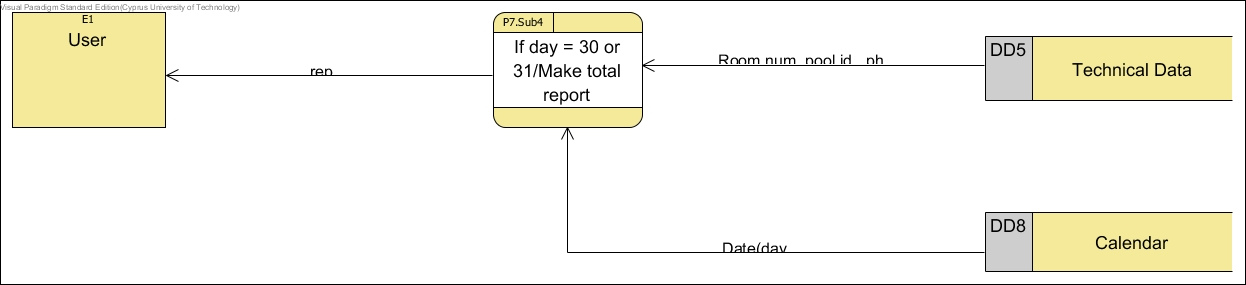 Visual Paradigm Standard Edition(Cyprus University of Technology)
E1
User
rep
P7.Sub4
If day = 30 or
31/Make total
report
Room num, pool id, ph
DD5
Technical Data
Date(day
DD8
Calendar